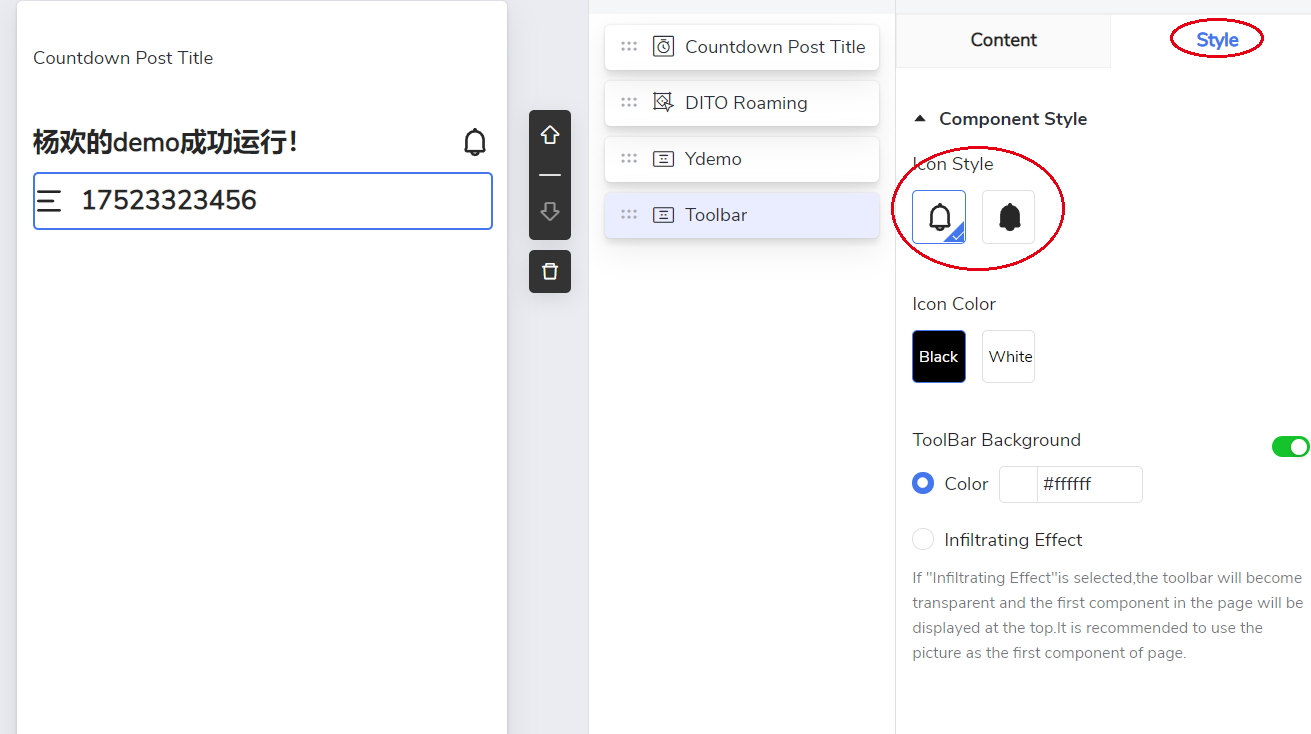 Countdown Post Title
杨欢的demo成功运行!
17523323456
Countdown Post Title
DITO Roaming
Ydemo
Toolbar
Content
Style
Component Style
Icon Style
Icon Color
Black
White
ToolBar Background
Color
#ffffff
Infiltrating Effect
If "Infiltrating Effect"is selected,the toolbar will become
transparent and the first component in the page will be
displayed at the top.It is recommended to use the
picture as the first component of page.